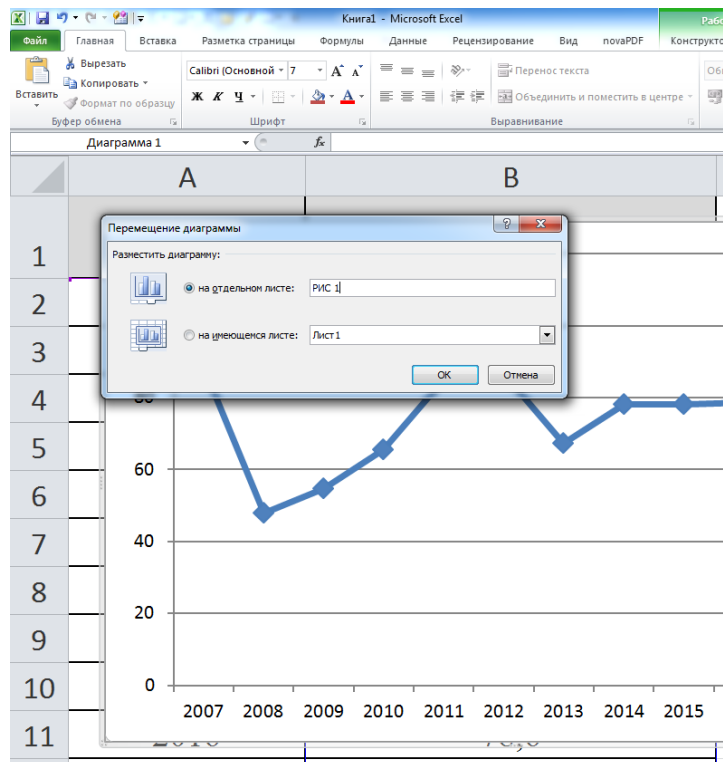 Книга1 - Microsoft Excel
Рабо
Файл Главная Вставка Разметка страницы Формулы Данные Рецензирование Вид novaPDF Конструкто
Вставить
Вырезать
Копировать
Формат по образцу
Буфер обмена
Calibri (Основной 7
Ж К Ч
Шрифт
Перенос текста
Объединить и поместить в центре
Выравнивание
Об
Диаграмма 1
fx
A B
Перемещение диаграммы
Разместить диаграмму:
на отдельном листе: РИС 1
на имеющемся листе: Лист1
ОК Отмена
1
2
3
4
5
6
7
8
9
10
11
60
40
20
0
2007 2008 2009 2010 2011 2012 2013 2014 2015